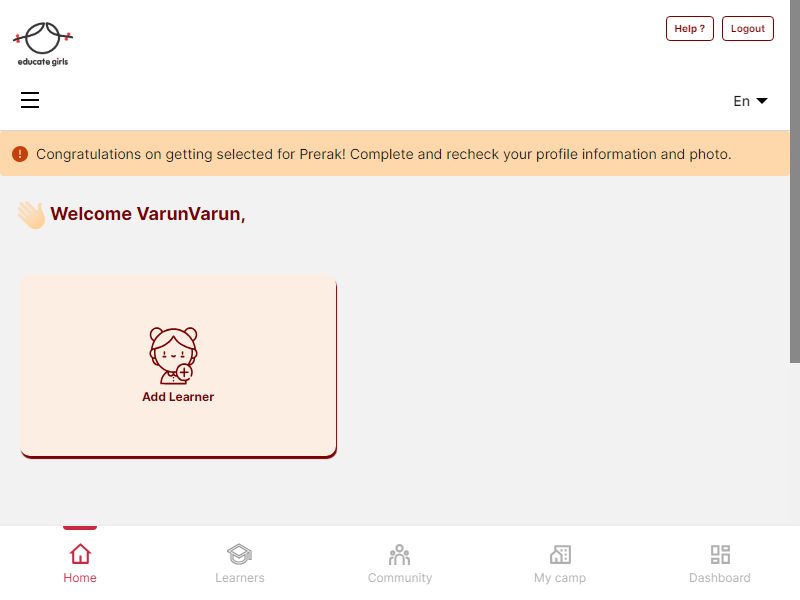 educate girls
Help ?
Logout
En
Congratulations on getting selected for Prerak! Complete and recheck your profile information and photo.
Welcome VarunVarun,
Add Learner
Home
Learners
Community
My camp
Dashboard